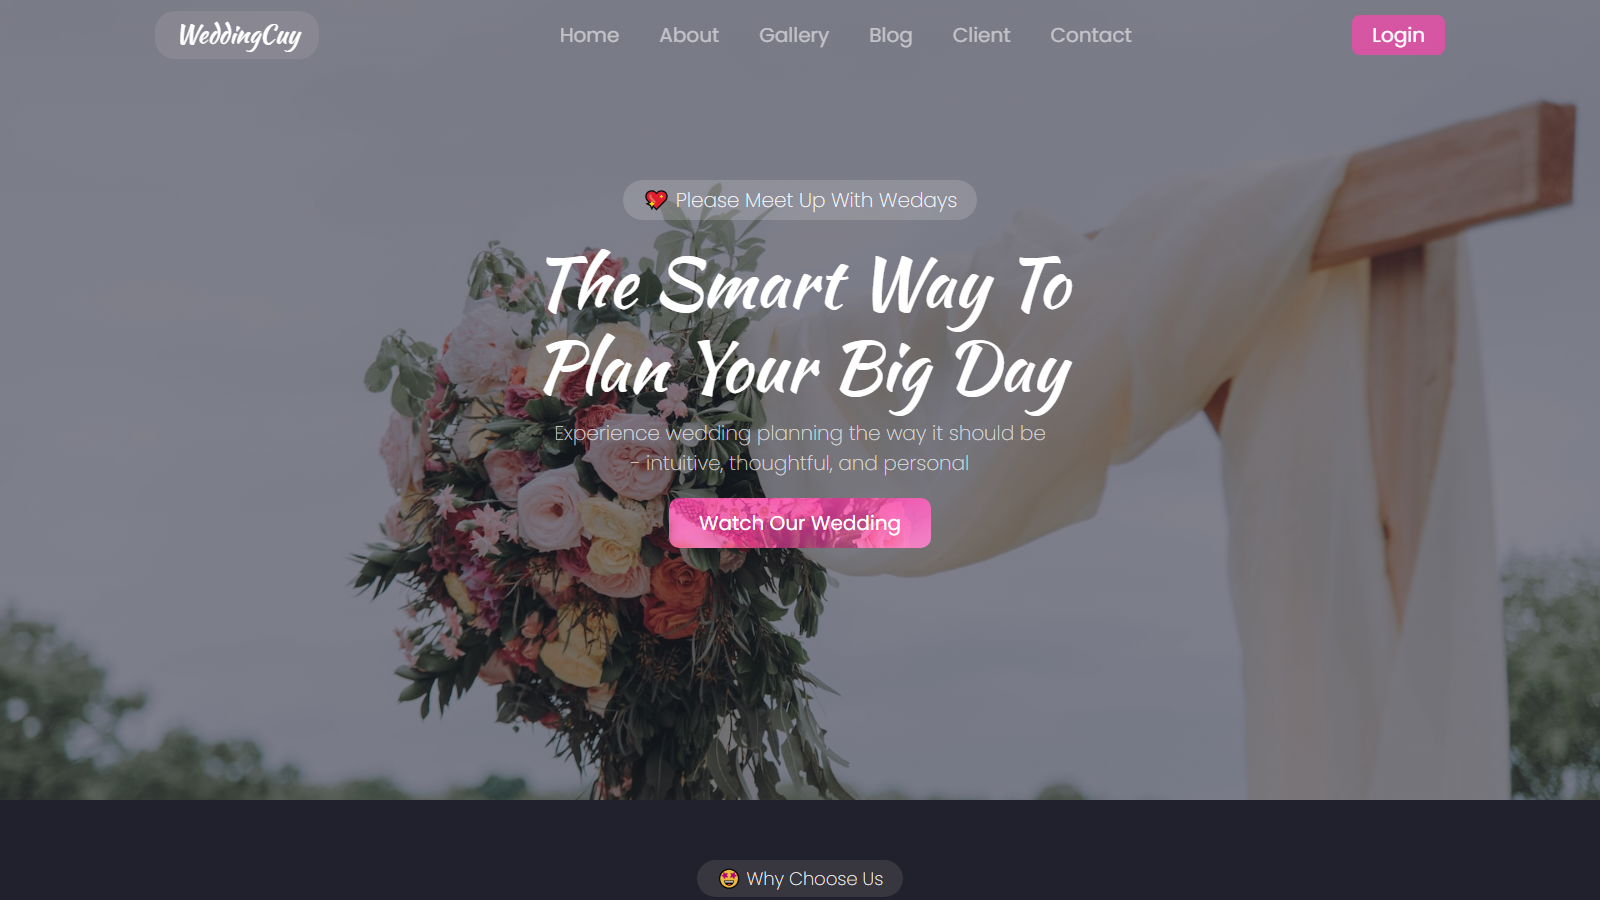 WeddingCuy
Home
About
Gallery
Blog
Client
Contact
Login
Please Meet Up With Wedays
The Smart Way To
Plan Your Big Day
Experience wedding planning the way it should be
- intuitive, thoughtful, and personal
Watch Our Wedding
Why Choose Us